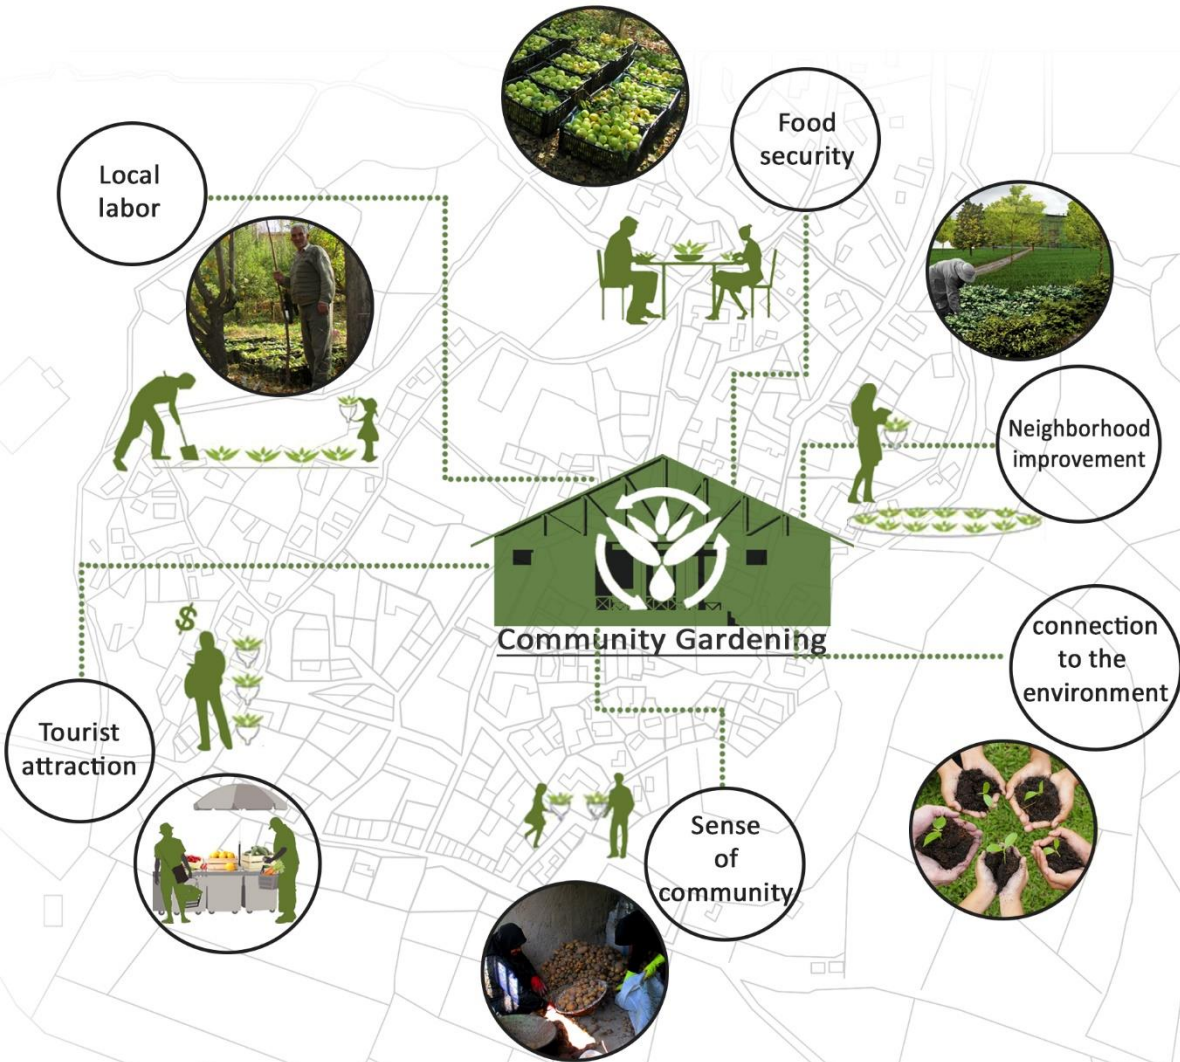 Food
security
Local
labor
Neighborhood
improvement
Community Gardening
connection
to the
environment
$
Tourist
attraction
Sense
of
community